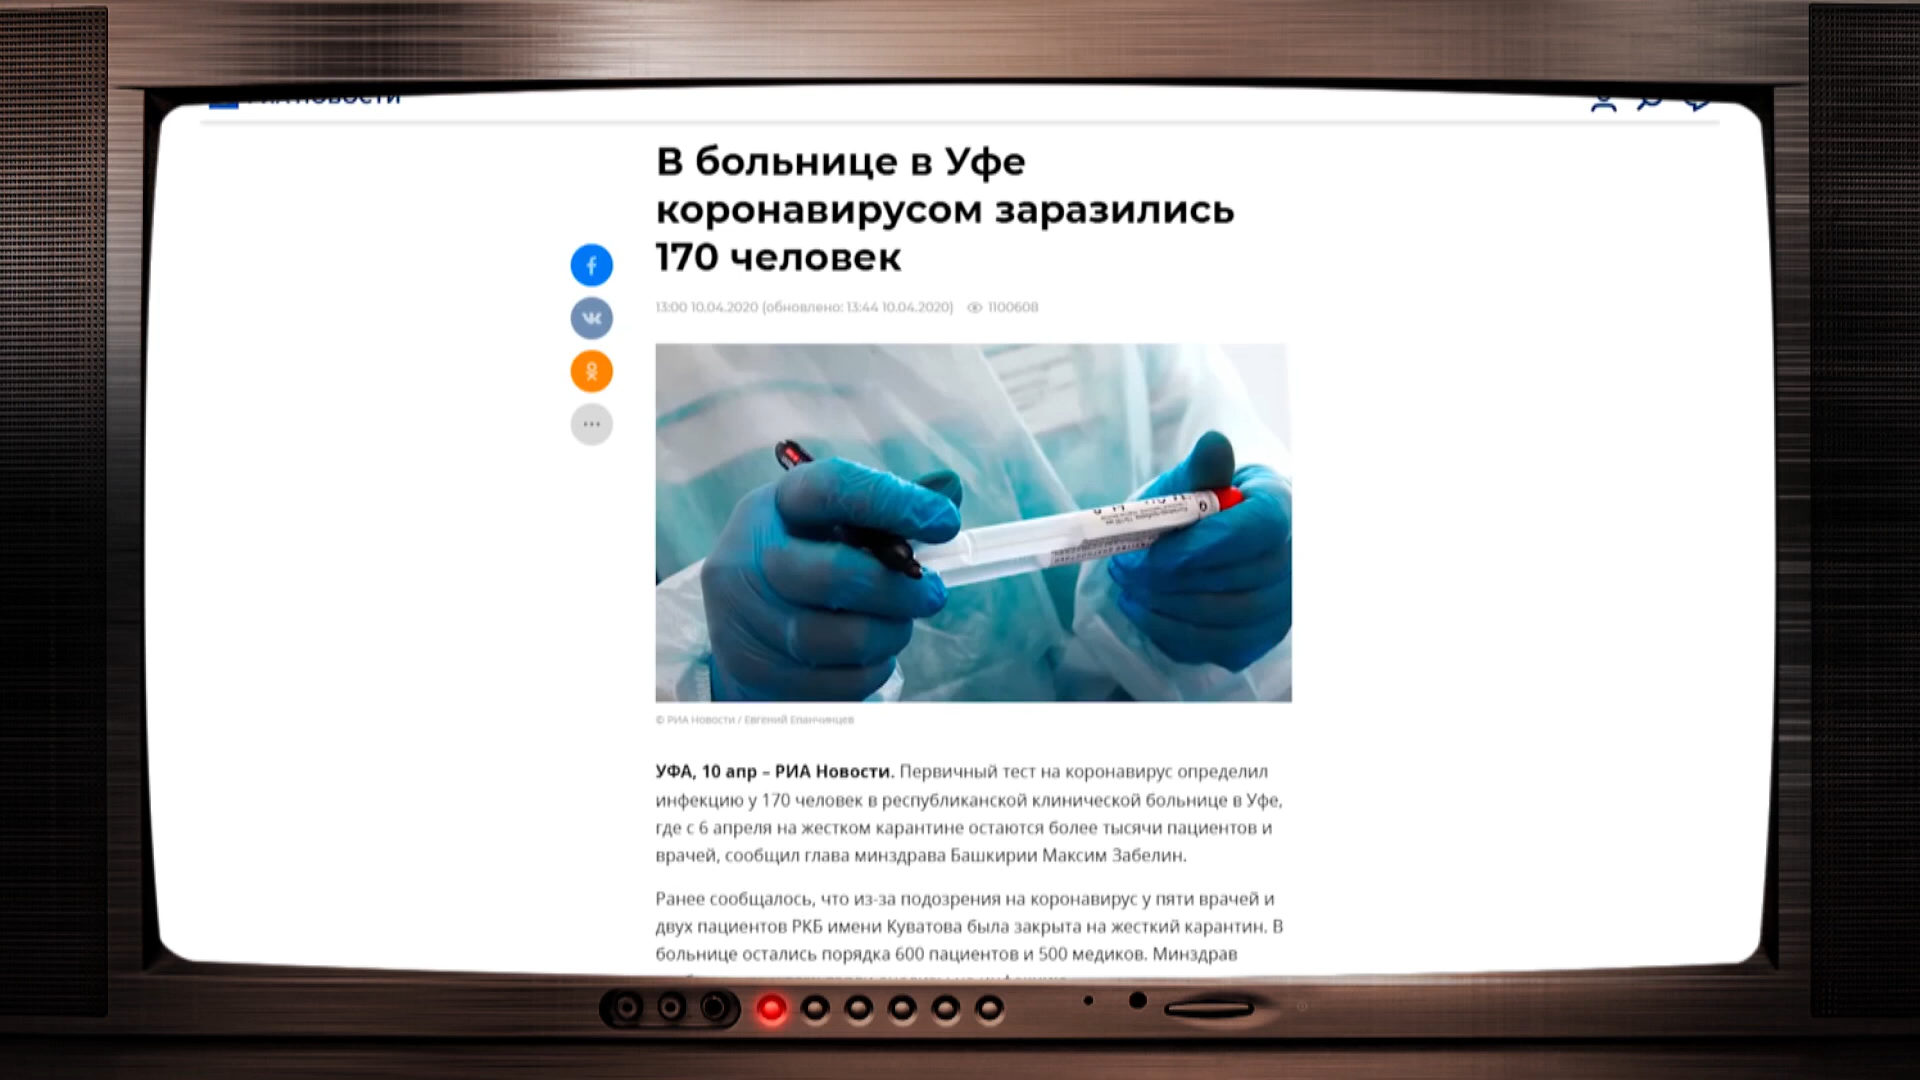 РИА НОВОСТИ
В больнице в Уфе
коронавирусом заразились
170 человек
13:00 10.04.2020 (обновлено: 13:44 10.04.2020) 1100608
© РИА Новости / Евгений Епанчинцев
УФА, 10 апр – РИА Новости. Первичный тест на коронавирус определил
инфекцию у 170 человек в республиканской клинической больнице в Уфе,
где с 6 апреля на жестком карантине остаются более тысячи пациентов и
врачей, сообщил глава минздрава Башкирии Максим Забелин.
Ранее сообщалось, что из-за подозрения на коронавирус у пяти врачей и
двух пациентов РКБ имени Куватова была закрыта на жесткий карантин. В
больнице остались порядка 600 пациентов и 500 медиков. Минздрав